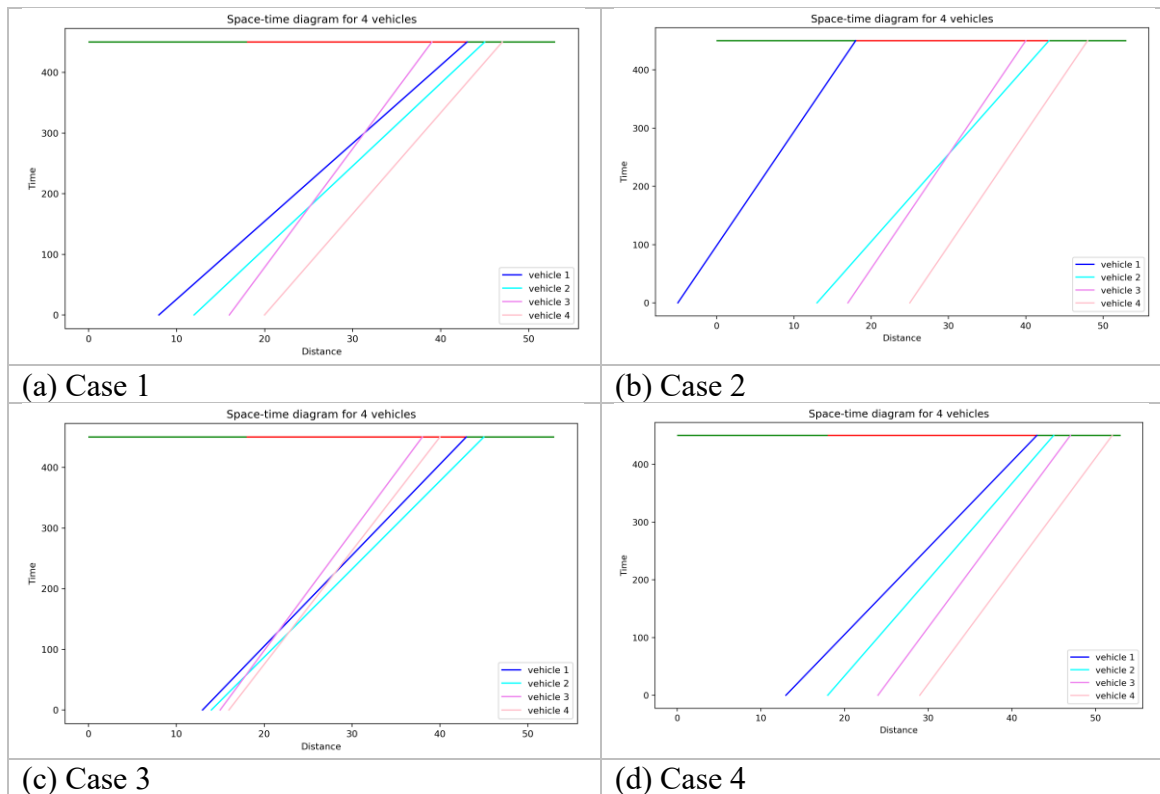 Space-time diagram for 4 vehicles
400
300
200
100
0
Time
0 10 20 30 40 50
Distance
vehicle 1
vehicle 2
vehicle 3
vehicle 4
(a) Case 1
Space-time diagram for 4 vehicles
400
300
200
100
0
Time
0 10 20 30 40 50
Distance
vehicle 1
vehicle 2
vehicle 3
vehicle 4
(b) Case 2
Space-time diagram for 4 vehicles
400
300
200
100
0
Time
0 10 20 30 40 50
Distance
vehicle 1
vehicle 2
vehicle 3
vehicle 4
(c) Case 3
Space-time diagram for 4 vehicles
400
300
200
100
0
Time
0 10 20 30 40 50
Distance
vehicle 1
vehicle 2
vehicle 3
vehicle 4
(d) Case 4